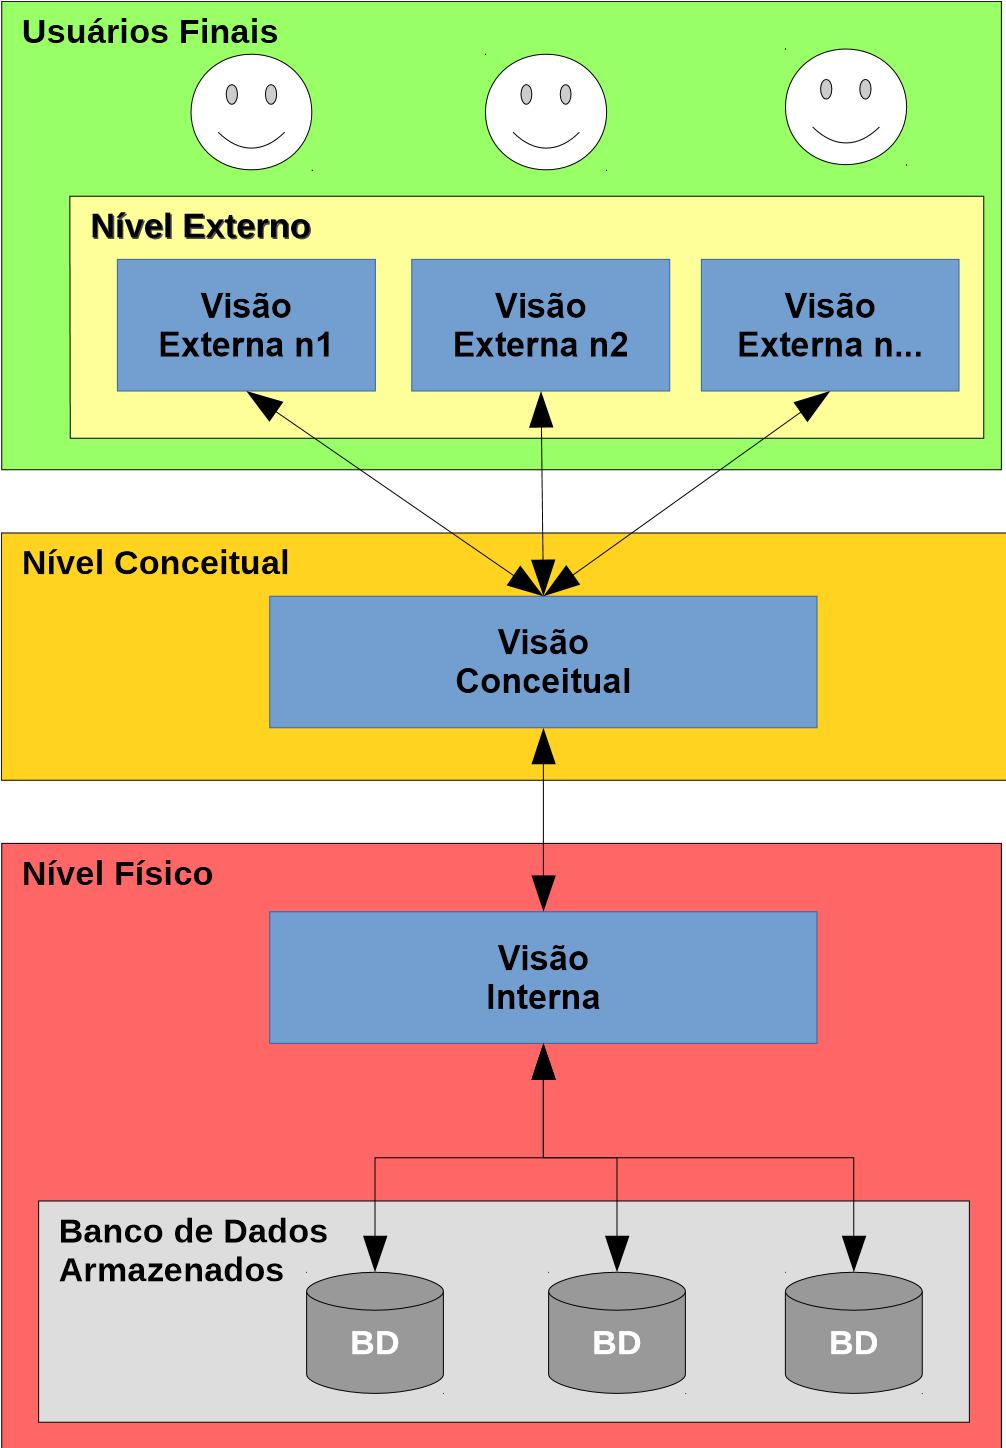 Usuários Finais
Nível Externo
Visão
Externa n1
Visão
Externa n2
Visão
Externa n...
Nível Conceitual
Visão
Conceitual
Nível Físico
Visão
Interna
Banco de Dados
Armazenados
BD
BD
BD